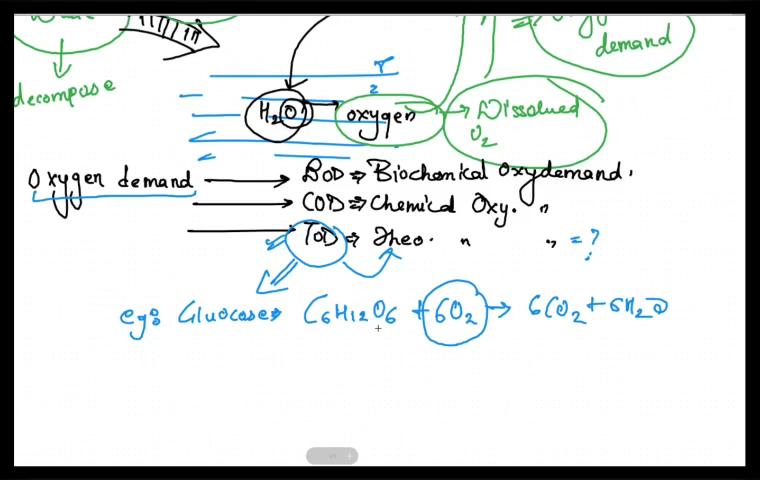 demand
decompose
H2O → oxygen → Dissolved
O2
Oxygen demand → BOD ⇒ Biochemical Oxydemand.
→ COD ⇒ Chemical Oxy. "
→ TOD ⇒ Theo. " " = ?
eg: Glucose ⇒ C6H12O6 + 6O2 → 6CO2 + 6H2O